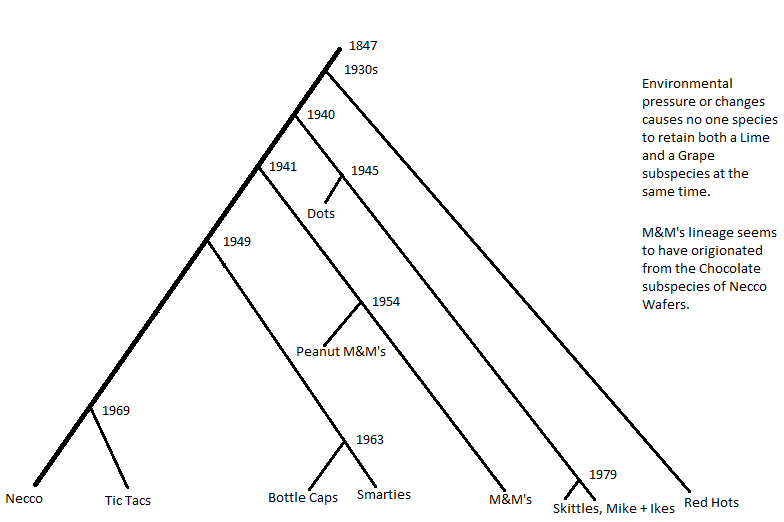 1847
1930s
1940
1941
1945
Dots
1949
1954
Peanut M&M's
1969
1963
1979
Necco
Tic Tacs
Bottle Caps
Smarties
M&M's
Skittles, Mike + Ikes
Red Hots
Environmental
pressure or changes
causes no one species
to retain both a Lime
and a Grape
subspecies at the
same time.
M&M's lineage seems
to have origionated
from the Chocolate
subspecies of Necco
Wafers.